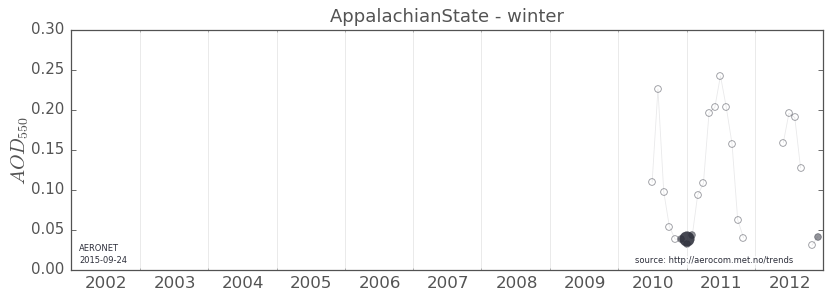 AppalachianState - winter
0.30
0.25
0.20
0.15
0.10
0.05
0.00
AOD550
AERONET
2015-09-24
source: http://aerocom.met.no/trends
2002 2003 2004 2005 2006 2007 2008 2009 2010 2011 2012